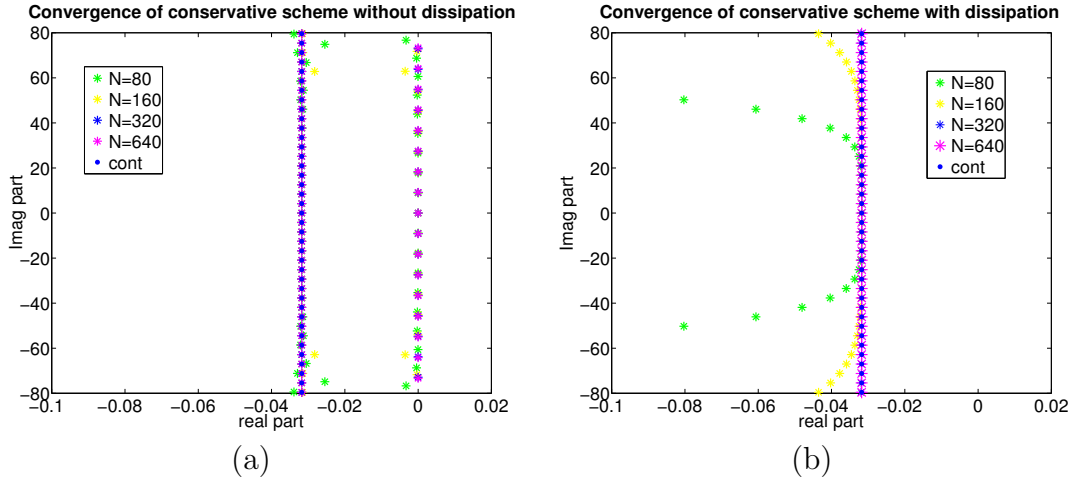 Convergence of conservative scheme without dissipation
80
60
40
20
0
−20
−40
−60
−80
Imag part
−0.1
−0.08
−0.06
−0.04
−0.02
0
0.02
real part
N=80
N=160
N=320
N=640
cont
(a)
Convergence of conservative scheme with dissipation
80
60
40
20
0
−20
−40
−60
−80
Imag part
−0.1
−0.08
−0.06
−0.04
−0.02
0
0.02
real part
N=80
N=160
N=320
N=640
cont
(b)